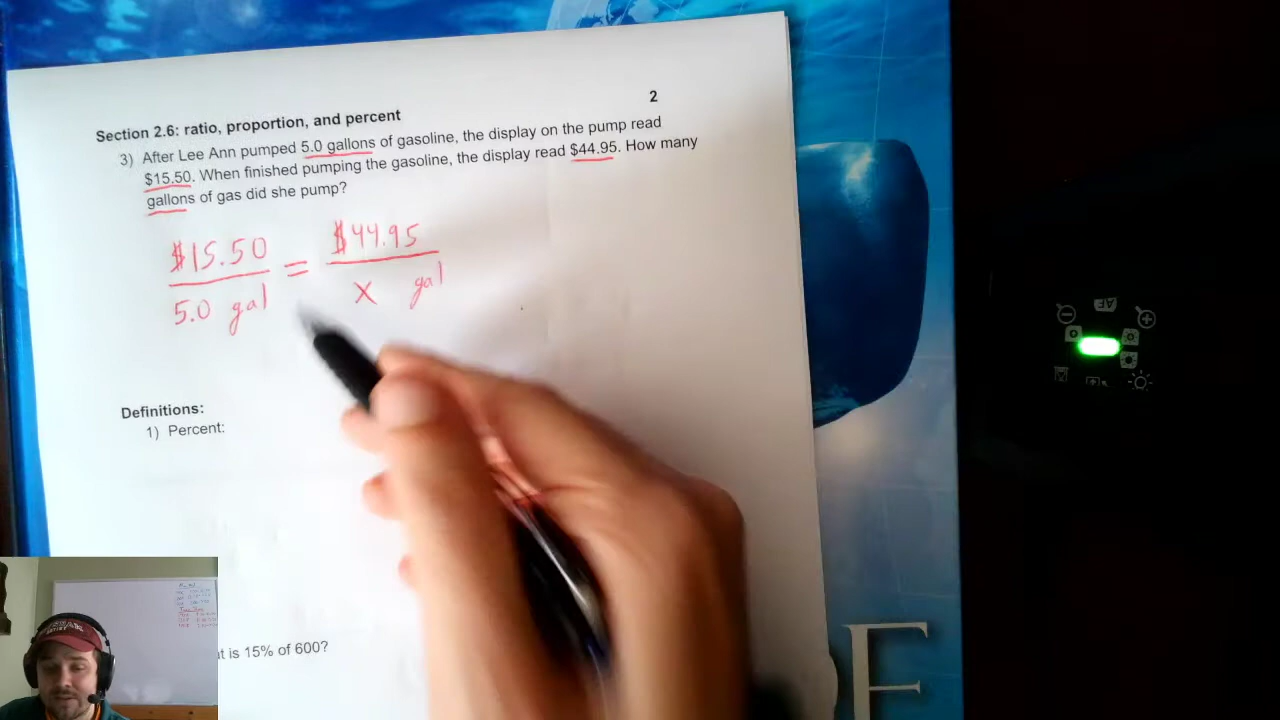 2
Section 2.6: ratio, proportion, and percent
3) After Lee Ann pumped 5.0 gallons of gasoline, the display on the pump read
$15.50. When finished pumping the gasoline, the display read $44.95. How many
gallons of gas did she pump?
$15.50 = $44.95
5.0 gal x gal
Definitions:
1) Percent:
is 15% of 600?
E
AF